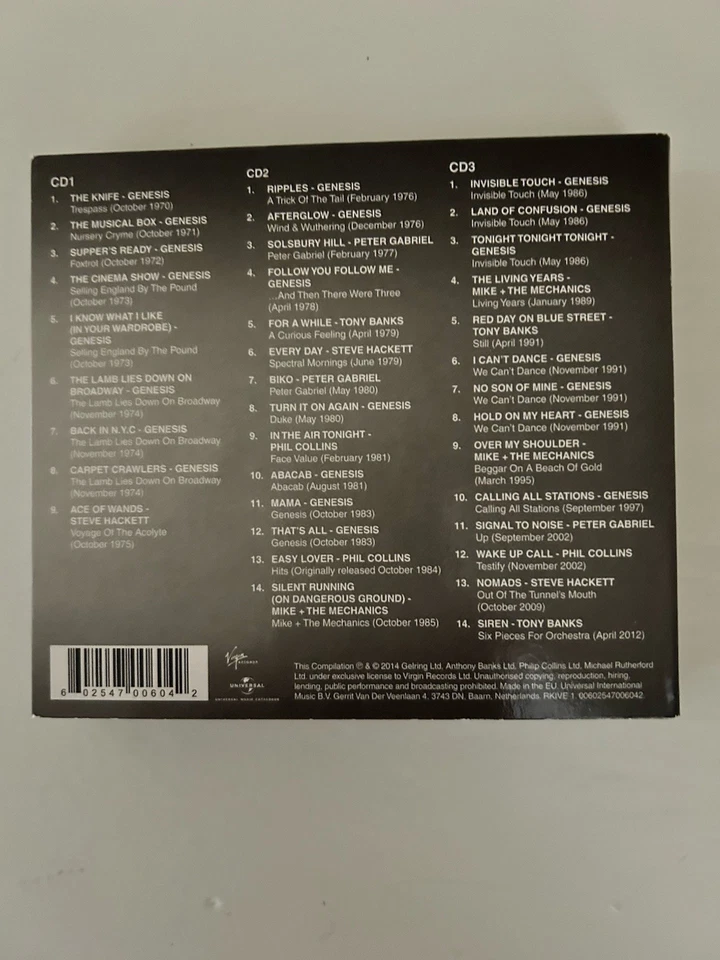 CD1
1. THE KNIFE - GENESIS
Trespass (October 1970)
2. THE MUSICAL BOX - GENESIS
Nursery Cryme (October 1971)
3. SUPPER'S READY - GENESIS
Foxtrot (October 1972)
4. THE CINEMA SHOW - GENESIS
Selling England By The Pound
(October 1973)
5. I KNOW WHAT I LIKE
(IN YOUR WARDROBE) -
GENESIS
Selling England By The Pound
(October 1973)
6. THE LAMB LIES DOWN ON
BROADWAY - GENESIS
The Lamb Lies Down On Broadway
(November 1974)
7. BACK IN N.Y.C - GENESIS
The Lamb Lies Down On Broadway
(November 1974)
8. CARPET CRAWLERS - GENESIS
The Lamb Lies Down On Broadway
(November 1974)
9. ACE OF WANDS -
STEVE HACKETT
Voyage Of The Acolyte
(October 1975)
CD2
1. RIPPLES - GENESIS
A Trick Of The Tail (February 1976)
2. AFTERGLOW - GENESIS
Wind & Wuthering (December 1976)
3. SOLSBURY HILL - PETER GABRIEL
Peter Gabriel (February 1977)
4. FOLLOW YOU FOLLOW ME -
GENESIS
...And Then There Were Three
(April 1978)
5. FOR A WHILE - TONY BANKS
A Curious Feeling (April 1979)
6. EVERY DAY - STEVE HACKETT
Spectral Mornings (June 1979)
7. BIKO - PETER GABRIEL
Peter Gabriel (May 1980)
8. TURN IT ON AGAIN - GENESIS
Duke (May 1980)
9. IN THE AIR TONIGHT -
PHIL COLLINS
Face Value (February 1981)
10. ABACAB - GENESIS
Abacab (August 1981)
11. MAMA - GENESIS
Genesis (October 1983)
12. THAT'S ALL - GENESIS
Genesis (October 1983)
13. EASY LOVER - PHIL COLLINS
Hits (Originally released October 1984)
14. SILENT RUNNING
(ON DANGEROUS GROUND) -
MIKE + THE MECHANICS
Mike + The Mechanics (October 1985)
CD3
1. INVISIBLE TOUCH - GENESIS
Invisible Touch (May 1986)
2. LAND OF CONFUSION - GENESIS
Invisible Touch (May 1986)
3. TONIGHT TONIGHT TONIGHT -
GENESIS
Invisible Touch (May 1986)
4. THE LIVING YEARS -
MIKE + THE MECHANICS
Living Years (January 1989)
5. RED DAY ON BLUE STREET -
TONY BANKS
Still (April 1991)
6. I CAN'T DANCE - GENESIS
We Can't Dance (November 1991)
7. NO SON OF MINE - GENESIS
We Can't Dance (November 1991)
8. HOLD ON MY HEART - GENESIS
We Can't Dance (November 1991)
9. OVER MY SHOULDER -
MIKE + THE MECHANICS
Beggar On A Beach Of Gold
(March 1995)
10. CALLING ALL STATIONS - GENESIS
Calling All Stations (September 1997)
11. SIGNAL TO NOISE - PETER GABRIEL
Up (September 2002)
12. WAKE UP CALL - PHIL COLLINS
Testify (November 2002)
13. NOMADS - STEVE HACKETT
Out Of The Tunnel's Mouth
(October 2009)
14. SIREN - TONY BANKS
Six Pieces For Orchestra (April 2012)
6 02547 00604 2
Virgin
RECORDS
UNIVERSAL
UNIVERSAL MUSIC CATALOGUE
This Compilation ℗ & © 2014 Gelring Ltd, Anthony Banks Ltd, Philip Collins Ltd, Michael Rutherford
Ltd. under exclusive license to Virgin Records Ltd. Unauthorised copying, reproduction, hiring,
lending, public performance and broadcasting prohibited. Made in the EU. Universal International
Music B.V. Gerrit Van Der Veenlaan 4, 3743 DN, Baarn, Netherlands. RKIVE 1. 00602547006042.